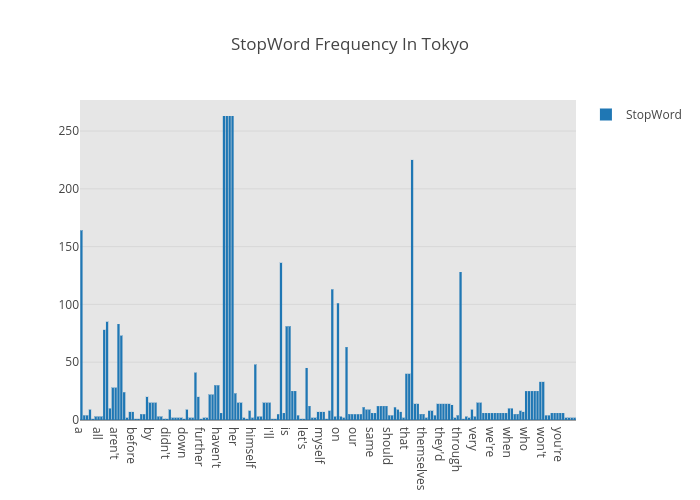 StopWord Frequency In Tokyo
StopWord
250
200
150
100
50
0
a
all
aren't
before
by
didn't
down
further
haven't
her
himself
i'll
is
let's
myself
on
our
same
should
that
themselves
they'd
through
very
we're
when
who
won't
you're